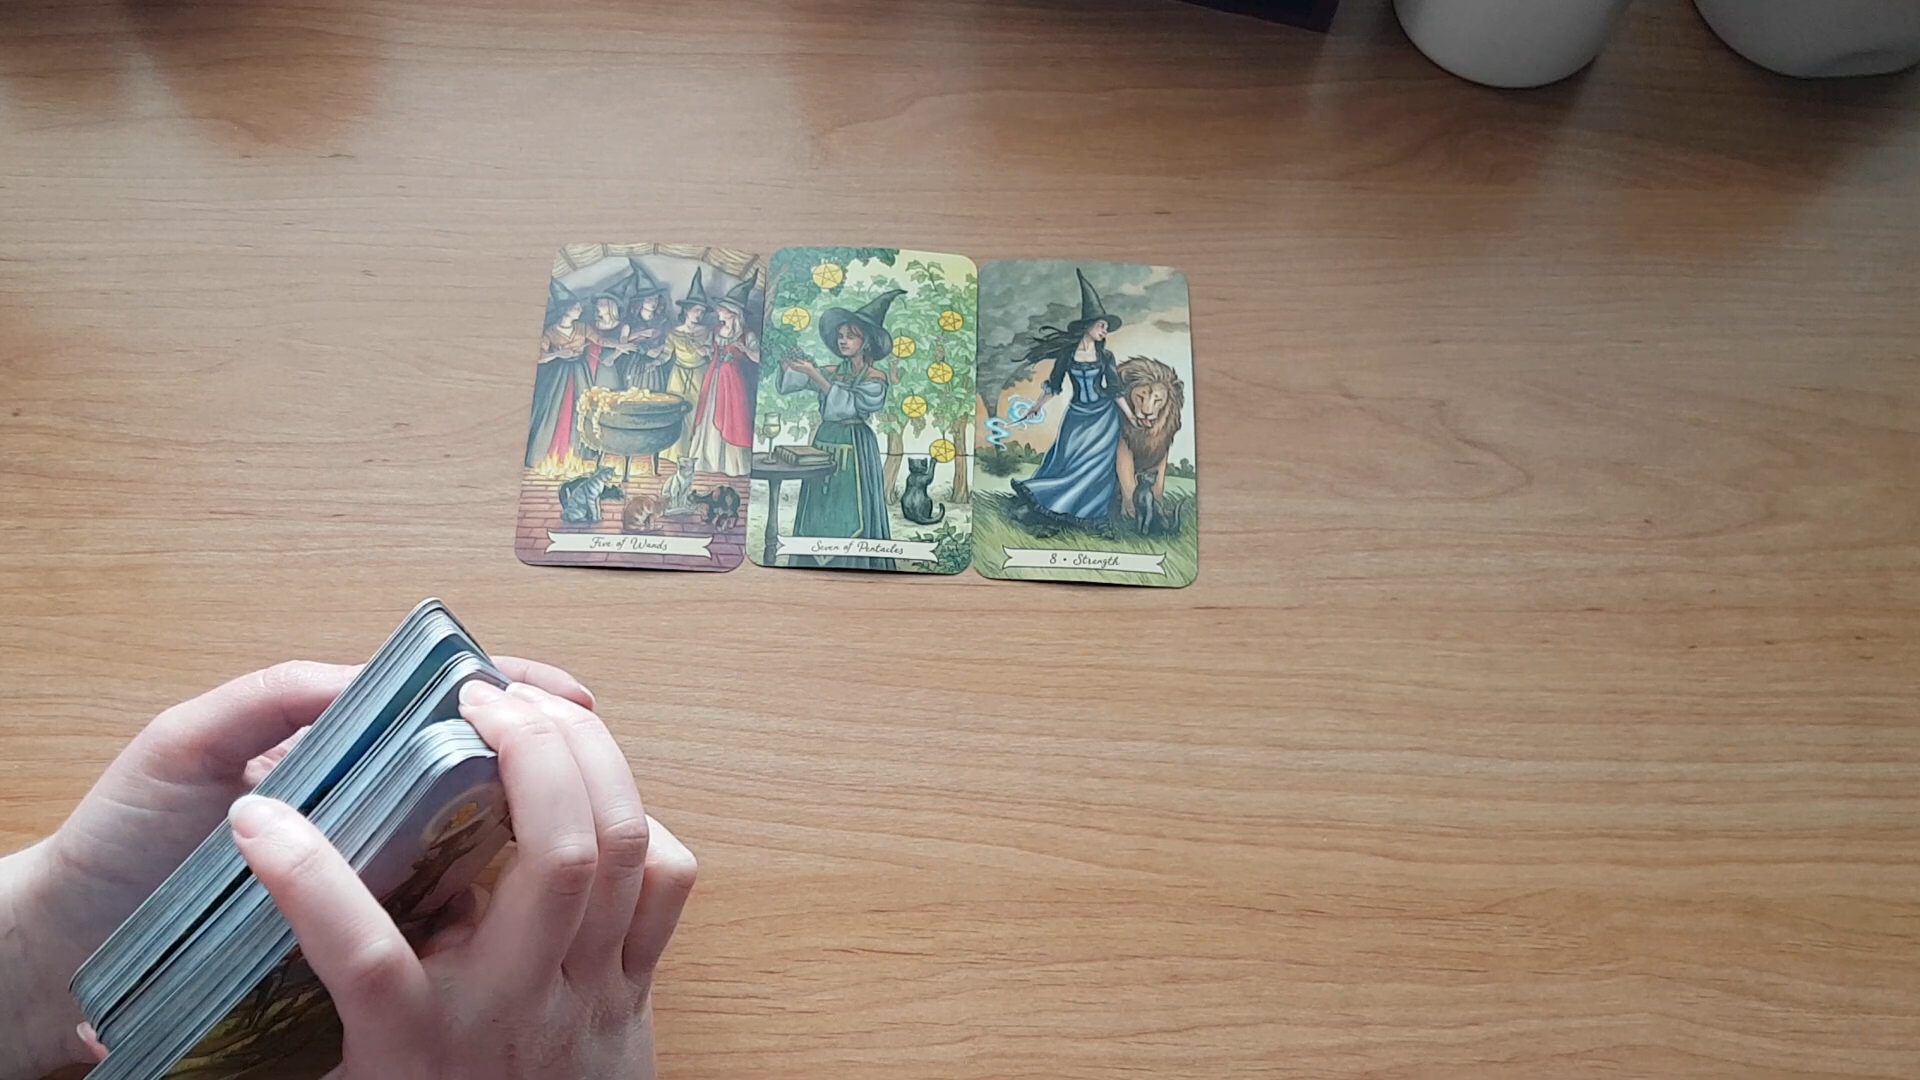 Five of Wands
Seven of Pentacles
8 • Strength